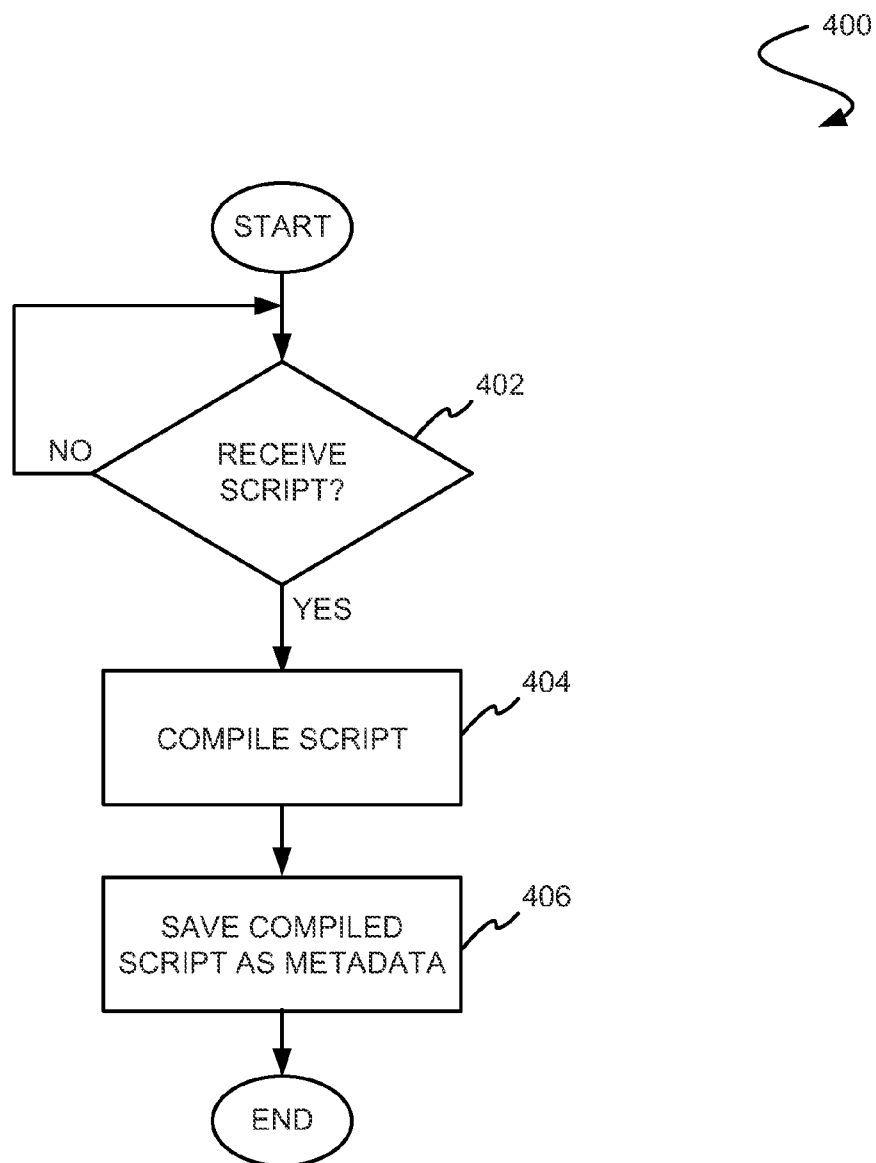 400
START
402
NO
RECEIVE
SCRIPT?
YES
404
COMPILE SCRIPT
406
SAVE COMPILED
SCRIPT AS METADATA
END